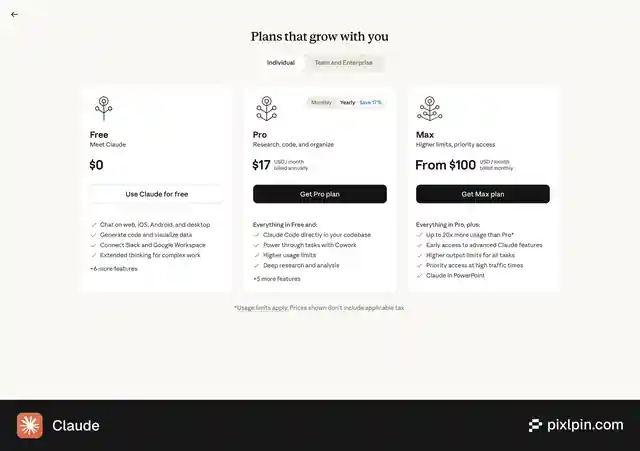 Plans that grow with you
Individual
Team and Enterprise
Free
Meet Claude
$0
Use Claude for free
Chat on web, iOS, Android, and desktop
Generate code and visualize data
Connect Slack and Google Workspace
Extended thinking for complex work
+6 more features
Monthly
Yearly · Save 17%
Pro
Research, code, and organize
$17
USD / month
billed annually
Get Pro plan
Everything in Free and:
Claude Code directly in your codebase
Power through tasks with Cowork
Higher usage limits
Deep research and analysis
+5 more features
Max
Higher limits, priority access
From $100
USD / month
billed monthly
Get Max plan
Everything in Pro, plus:
Up to 20x more usage than Pro*
Early access to advanced Claude features
Higher output limits for all tasks
Priority access at high traffic times
Claude in PowerPoint
*Usage limits apply. Prices shown don't include applicable tax
Claude
pixlpin.com